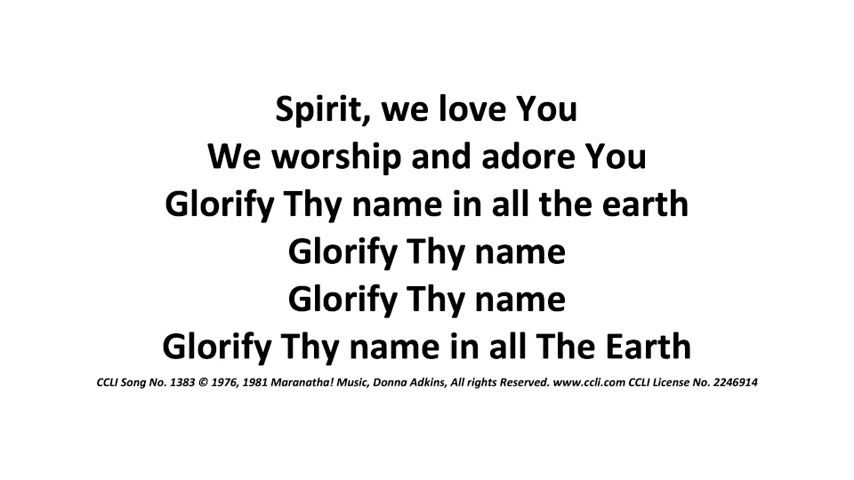 Spirit, we love You
We worship and adore You
Glorify Thy name in all the earth
Glorify Thy name
Glorify Thy name
Glorify Thy name in all The Earth
CCLI Song No. 1383 © 1976, 1981 Maranatha! Music, Donna Adkins, All rights Reserved. www.ccli.com CCLI License No. 2246914